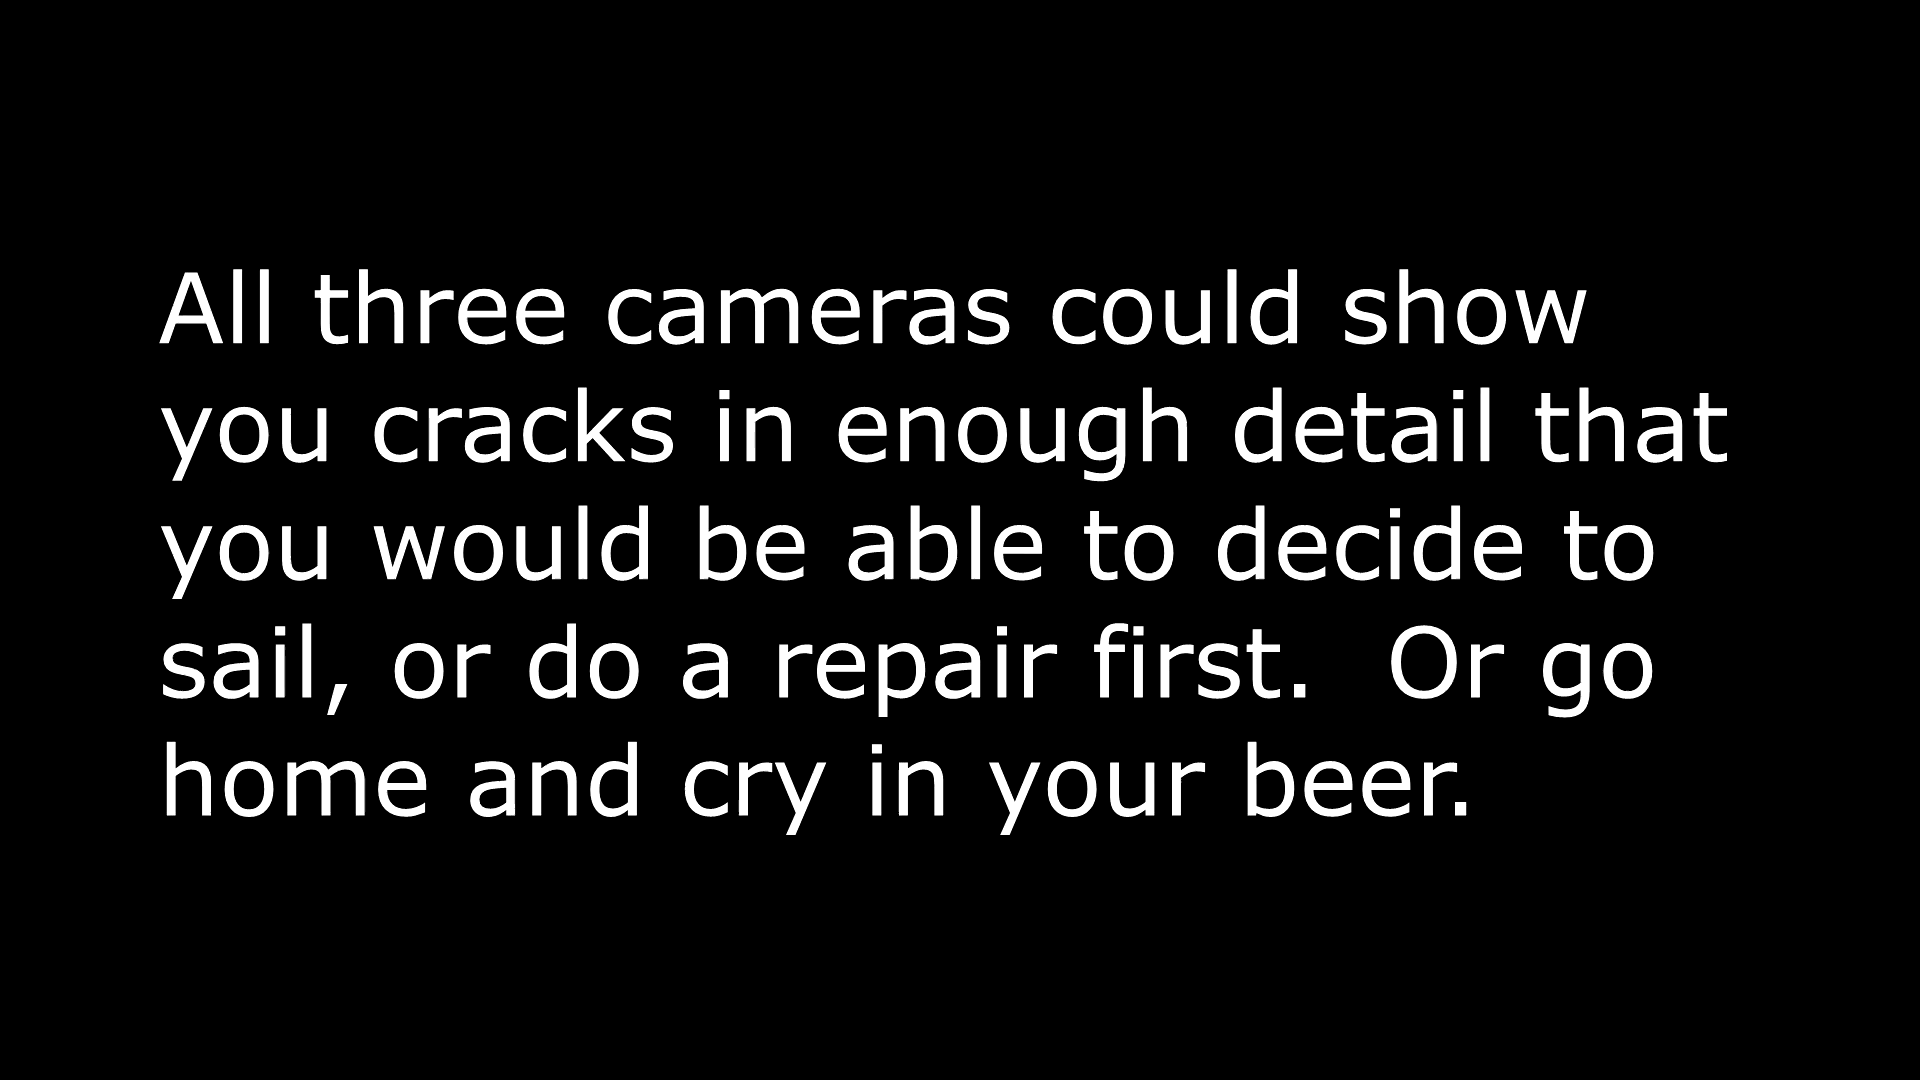 All three cameras could show
you cracks in enough detail that
you would be able to decide to
sail, or do a repair first.  Or go
home and cry in your beer.